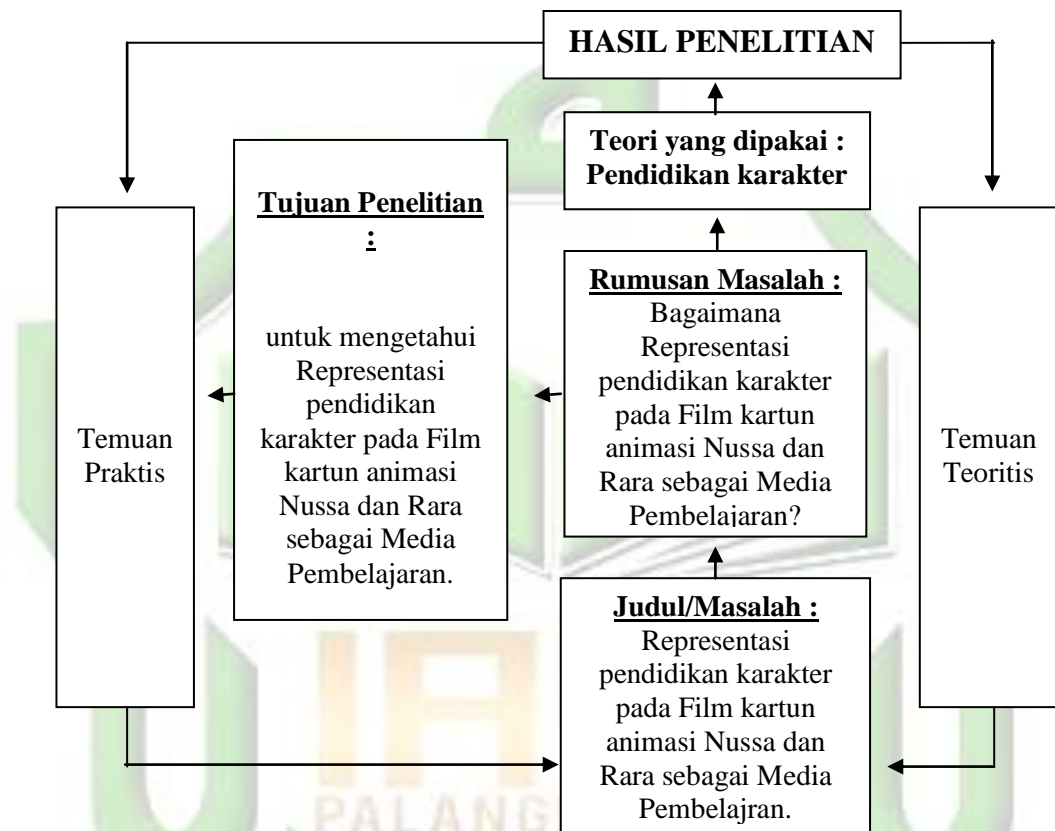 HASIL PENELITIAN
Teori yang dipakai :
Pendidikan karakter
Tujuan Penelitian
:
untuk mengetahui
Representasi
pendidikan
karakter pada Film
kartun animasi
Nussa dan Rara
sebagai Media
Pembelajaran.
Rumusan Masalah :
Bagaimana
Representasi
pendidikan karakter
pada Film kartun
animasi Nussa dan
Rara sebagai Media
Pembelajaran?
Temuan
Praktis
Temuan
Teoritis
Judul/Masalah :
Representasi
pendidikan karakter
pada Film kartun
animasi Nussa dan
Rara sebagai Media
Pembelajran.
IA
PALANG